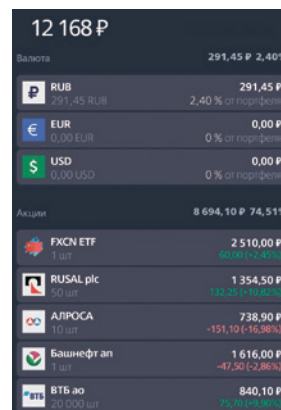 12 168 ₽
Валюта 291,45 ₽ 2,40%
RUB 291,45 ₽
291,45 RUB 2,40 % от портфеля
EUR 0,00 ₽
0,00 EUR 0 % от портфеля
USD 0,00 ₽
0,00 USD 0 % от портфеля
Акции 8 694,10 ₽ 74,51%
FXCN ETF 2 510,00 ₽
1 шт 60,00 (+2,45%)
RUSAL plc 1 354,50 ₽
50 шт 132,25 (+10,82%)
АЛРОСА 738,90 ₽
10 шт -151,10 (-16,98%)
Башнефт ап 1 616,00 ₽
1 шт -47,50 (-2,86%)
ВТБ ао 840,10 ₽
20 000 шт 75,70 (+9,90%)